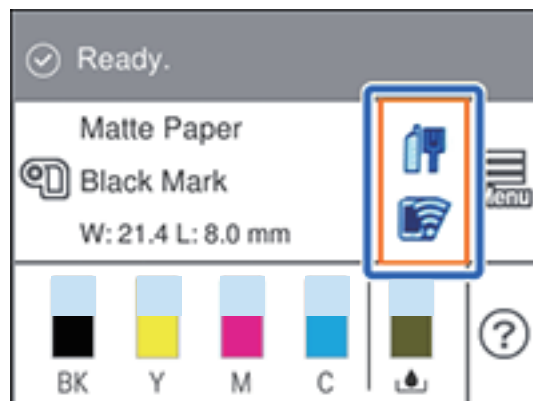 Ready.
Matte Paper
Black Mark
W: 21.4 L: 8.0 mm
Menu
BK Y M C
?